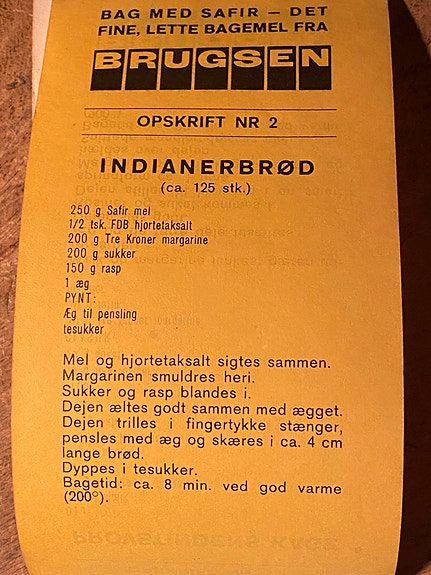 BAG MED SAFIR — DET
FINE, LETTE BAGEMEL FRA
BRUGSEN
OPSKRIFT NR 2
INDIANERBRØD
(ca. 125 stk.)
250 g Safir mel
1/2 tsk. FDB hjortetaksalt
200 g Tre Kroner margarine
200 g sukker
150 g rasp
1 æg
PYNT:
Æg til pensling
tesukker
Mel og hjortetaksalt sigtes sammen.
Margarinen smuldres heri.
Sukker og rasp blandes i.
Dejen æltes godt sammen med ægget.
Dejen trilles i fingertykke stænger,
pensles med æg og skæres i ca. 4 cm
lange brød.
Dyppes i tesukker.
Bagetid: ca. 8 min. ved god varme
(200°).
PROVSTINDENS KAGE